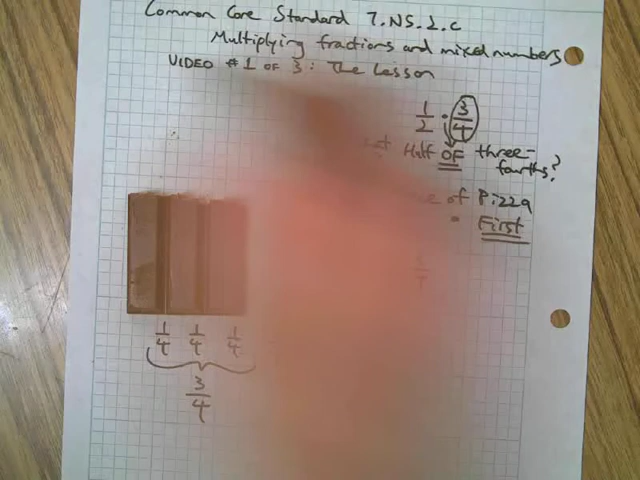 Common Core Standard 7.NS.2.c
Multiplying fractions and mixed numbers
VIDEO #1 OF 3: The Lesson
1/2 · 3/4
Half OF three-
fourths?
of Pizza
First
1/4 1/4 1/4
3/4